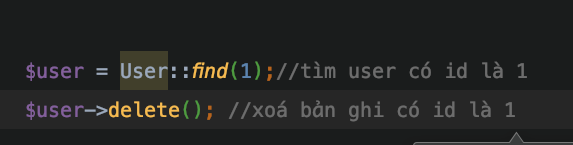 $user = User::find(1);//tìm user có id là 1
$user->delete(); //xoá bản ghi có id là 1